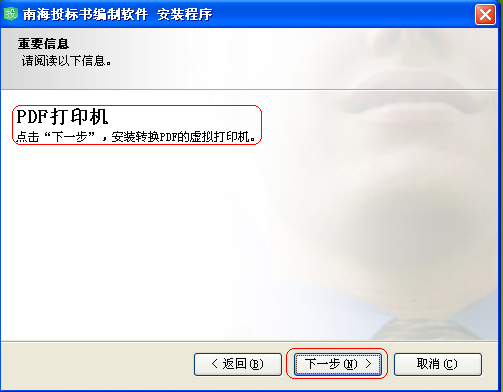 南海投标书编制软件 安装程序
重要信息
请阅读以下信息。
PDF打印机
点击“下一步”，安装转换PDF的虚拟打印机。
< 返回(B)
下一步(N) >
取消(C)